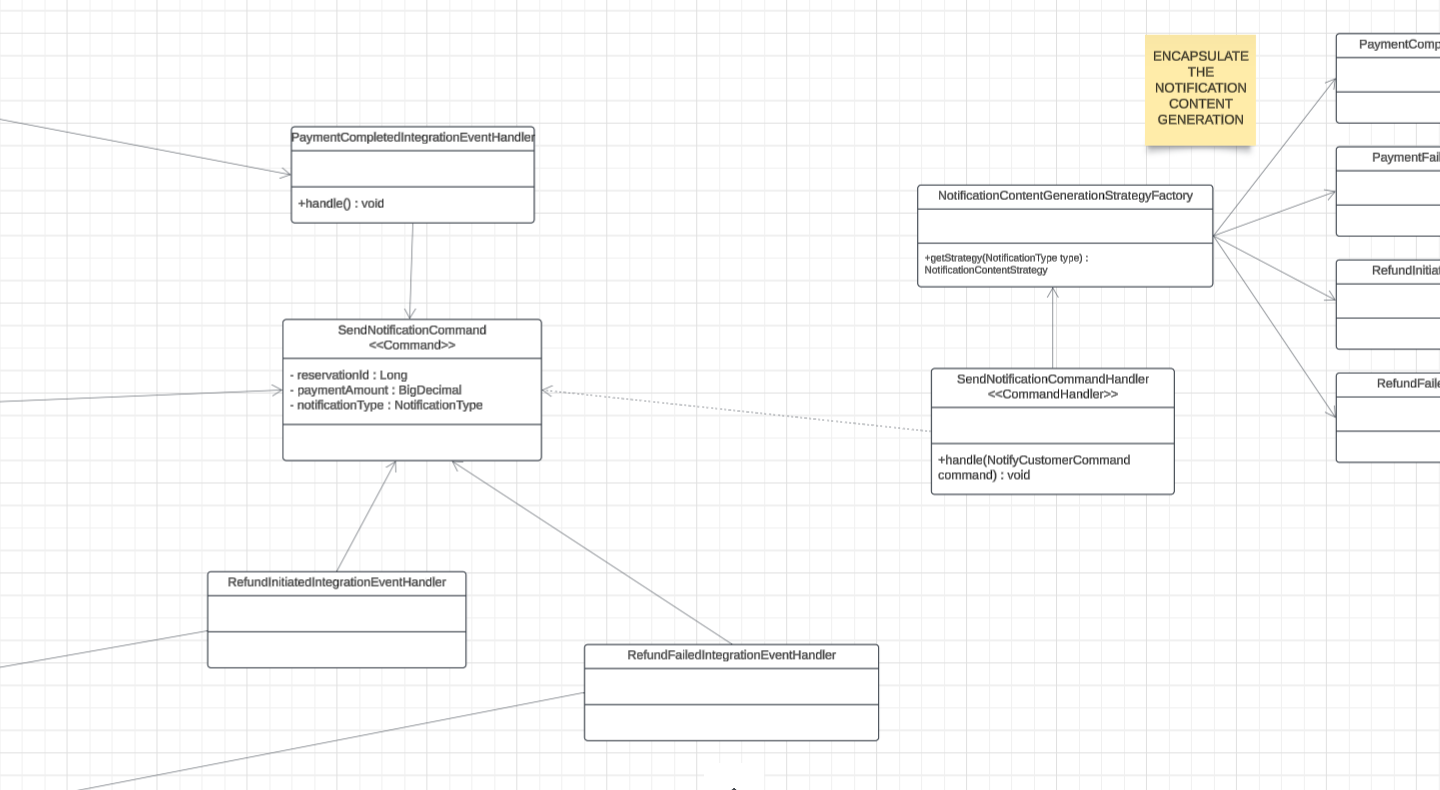 ENCAPSULATE
THE
NOTIFICATION
CONTENT
GENERATION
PaymentComp
PaymentCompletedIntegrationEventHandler
+handle() : void
PaymentFail
NotificationContentGenerationStrategyFactory
+getStrategy(NotificationType type) :
NotificationContentStrategy
RefundInitiat
SendNotificationCommand
<<Command>>
- reservationId : Long
- paymentAmount : BigDecimal
- notificationType : NotificationType
SendNotificationCommandHandler
<<CommandHandler>>
+handle(NotifyCustomerCommand
command) : void
RefundFaile
RefundInitiatedIntegrationEventHandler
RefundFailedIntegrationEventHandler